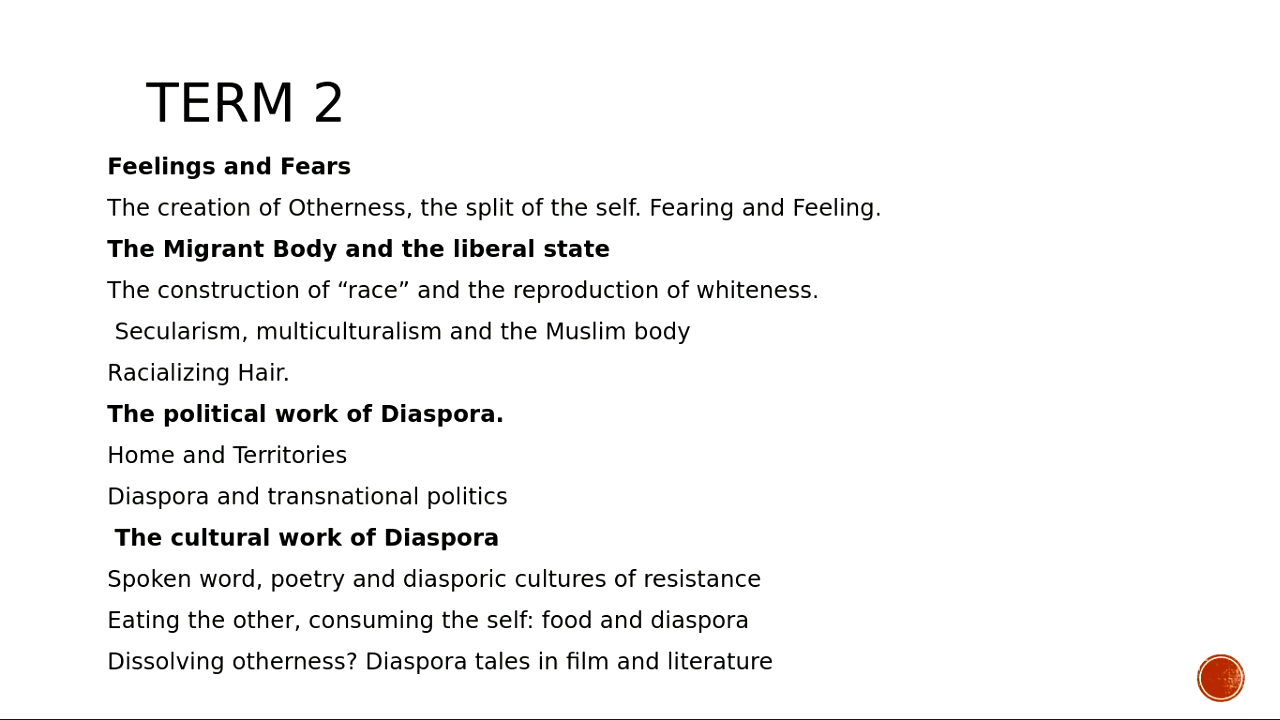 TERM 2
Feelings and Fears
The creation of Otherness, the split of the self. Fearing and Feeling.
The Migrant Body and the liberal state
The construction of “race” and the reproduction of whiteness.
Secularism, multiculturalism and the Muslim body
Racializing Hair.
The political work of Diaspora.
Home and Territories
Diaspora and transnational politics
The cultural work of Diaspora
Spoken word, poetry and diasporic cultures of resistance
Eating the other, consuming the self: food and diaspora
Dissolving otherness? Diaspora tales in film and literature